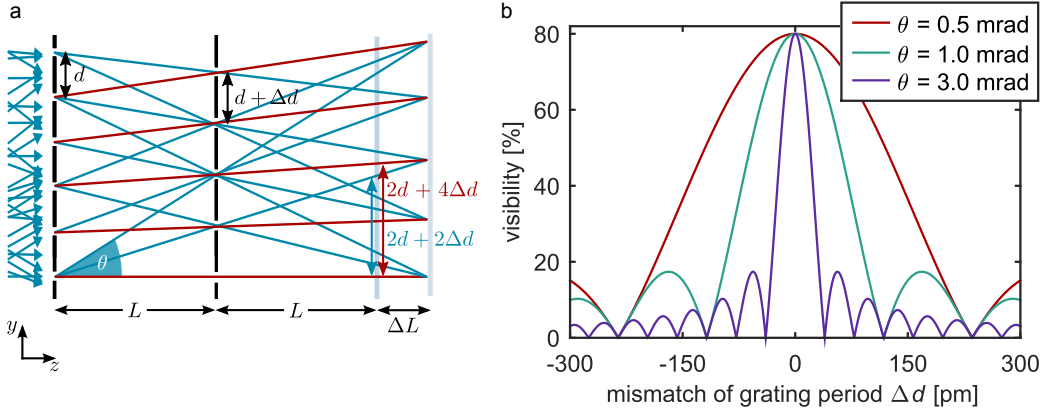 a
d
d + Δd
2d + 4Δd
2d + 2Δd
θ
L
L
ΔL
y
z
b
θ = 0.5 mrad
θ = 1.0 mrad
θ = 3.0 mrad
visibility [%]
80
60
40
20
0
-300
-150
0
150
300
mismatch of grating period Δd [pm]